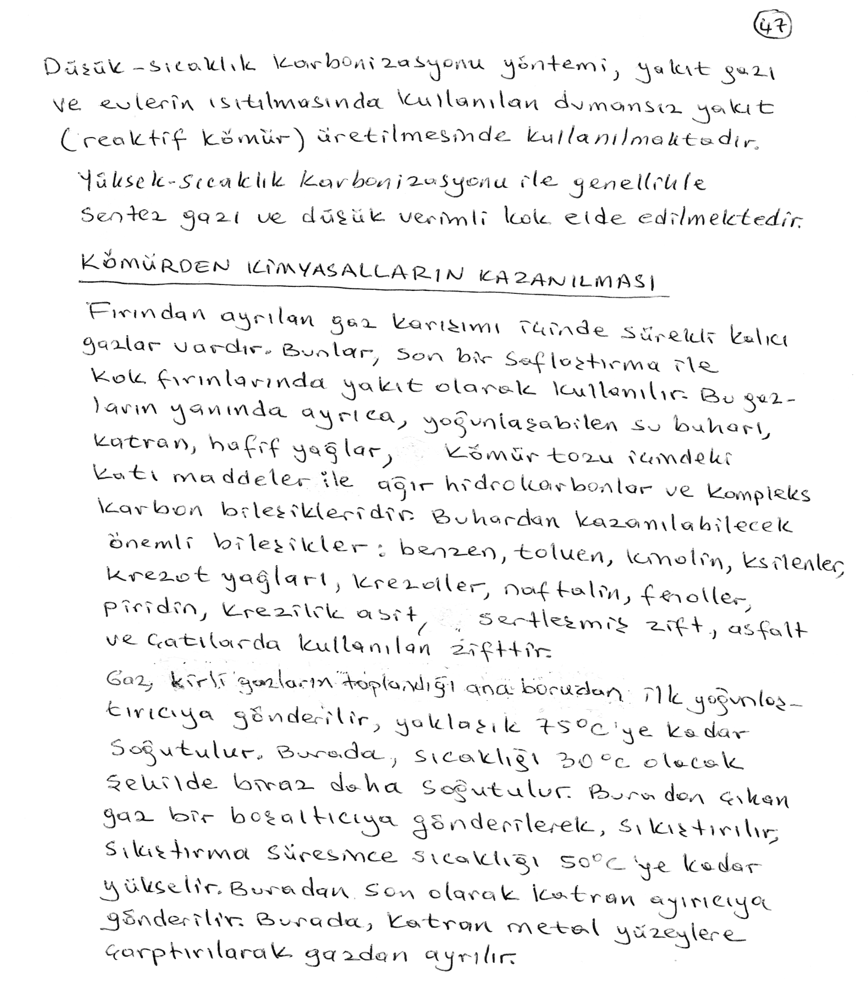 47
Düşük-sıcaklık karbonizasyonu yöntemi, yakıt gazı
ve evlerin ısıtılmasında kullanılan dumansız yakıt
(reaktif kömür) üretilmesinde kullanılmaktadır.
Yüksek-sıcaklık karbonizasyonu ile genellikle
sentez gazı ve düşük verimli kok elde edilmektedir.
KÖMÜRDEN KİMYASALLARIN KAZANILMASI
Fırından ayrılan gaz karışımı içinde sürekli kalıcı
gazlar vardır. Bunlar, son bir saflaştırma ile
kok fırınlarında yakıt olarak kullanılır. Bu gaz-
ların yanında ayrıca, yoğunlaşabilen su buharı,
katran, hafif yağlar, kömür tozu içindeki
katı maddeler ile ağır hidrokarbonlar ve kompleks
karbon bileşikleridir. Buhardan kazanılabilecek
önemli bileşikler: benzen, toluen, kinolin, ksilenler,
krezot yağları, krezoller, naftalin, fenoller,
piridin, krezilik asit, sertleşmiş zift, asfalt
ve çatılarda kullanılan zifttir.
Gaz, kirli gazların toplandığı ana borudan ilk yoğunlaş-
tırıcıya gönderilir, yaklaşık 75°C'ye kadar
soğutulur. Burada, sıcaklığı 30°C olacak
şekilde biraz daha soğutulur. Buradan çıkan
gaz bir boşaltıcıya gönderilerek, sıkıştırılır,
sıkıştırma süresince sıcaklığı 50°C'ye kadar
yükselir. Buradan son olarak katran ayırıcıya
gönderilir. Burada, katran metal yüzeylere
çarptırılarak gazdan ayrılır.